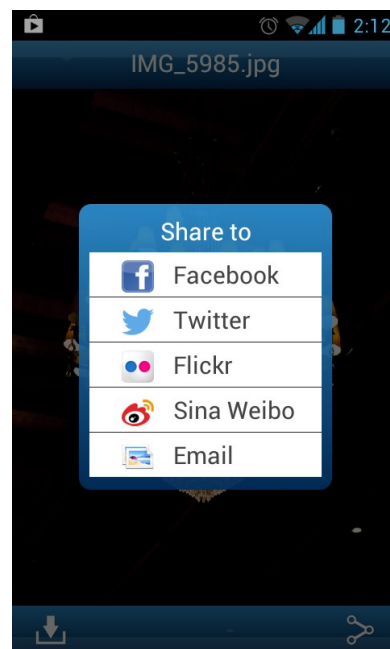 2:12
IMG_5985.jpg
Share to
Facebook
Twitter
Flickr
Sina Weibo
Email